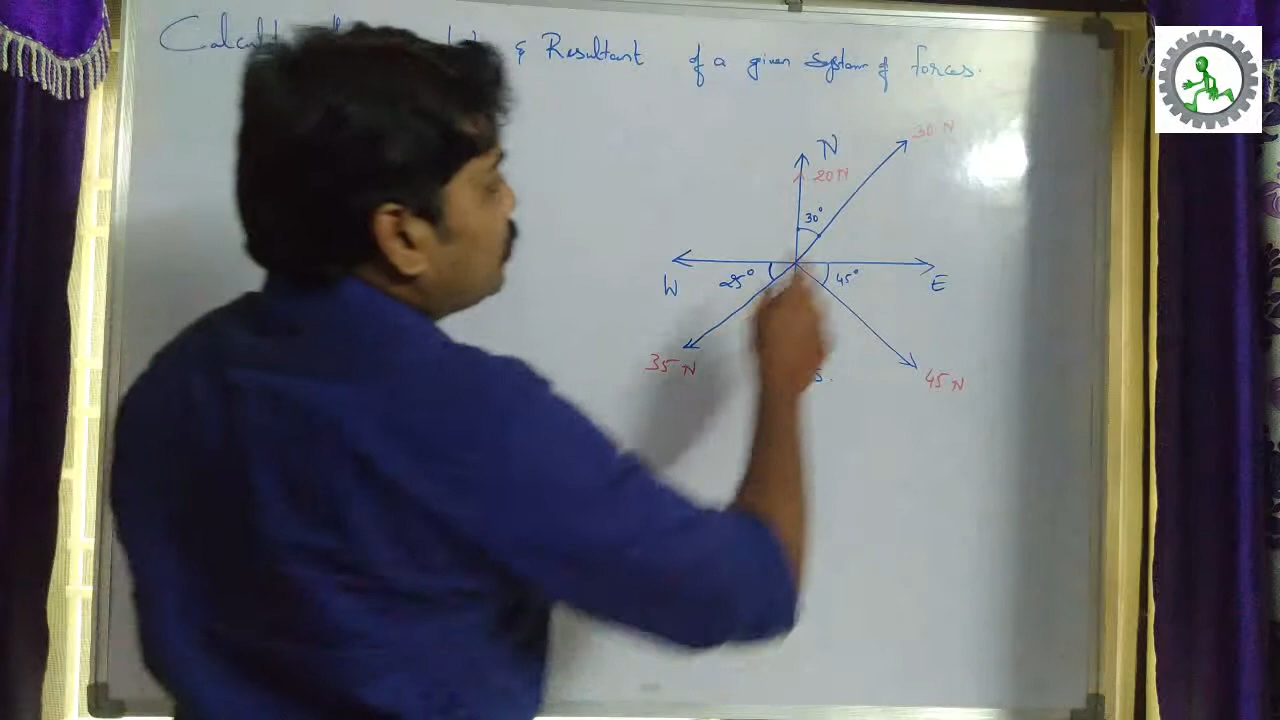 & Resultant of a given System of forces.
N
30 N
20 N
30°
W
25°
45°
E
35 N
S.
45 N